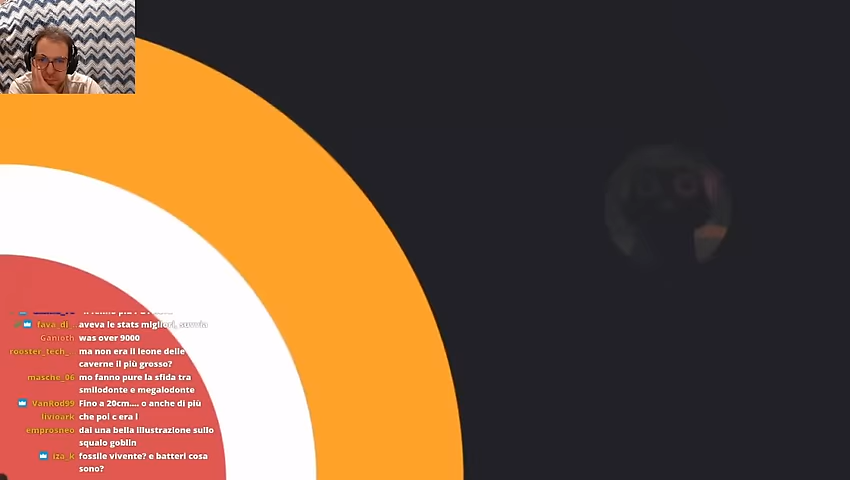 fava_di_ aveva le stats migliori, suvvia
Ganioth was over 9000
rooster_tech_ ma non era il leone delle
caverne il più grosso?
masche_06 mo fanno pure la sfida tra
smilodonte e megalodonte
VanRod99 Fino a 20cm.... o anche di più
livioark che poi c era l
emprosneo dai una bella illustrazione sullo
squalo goblin
iza_k fossile vivente? e batteri cosa
sono?